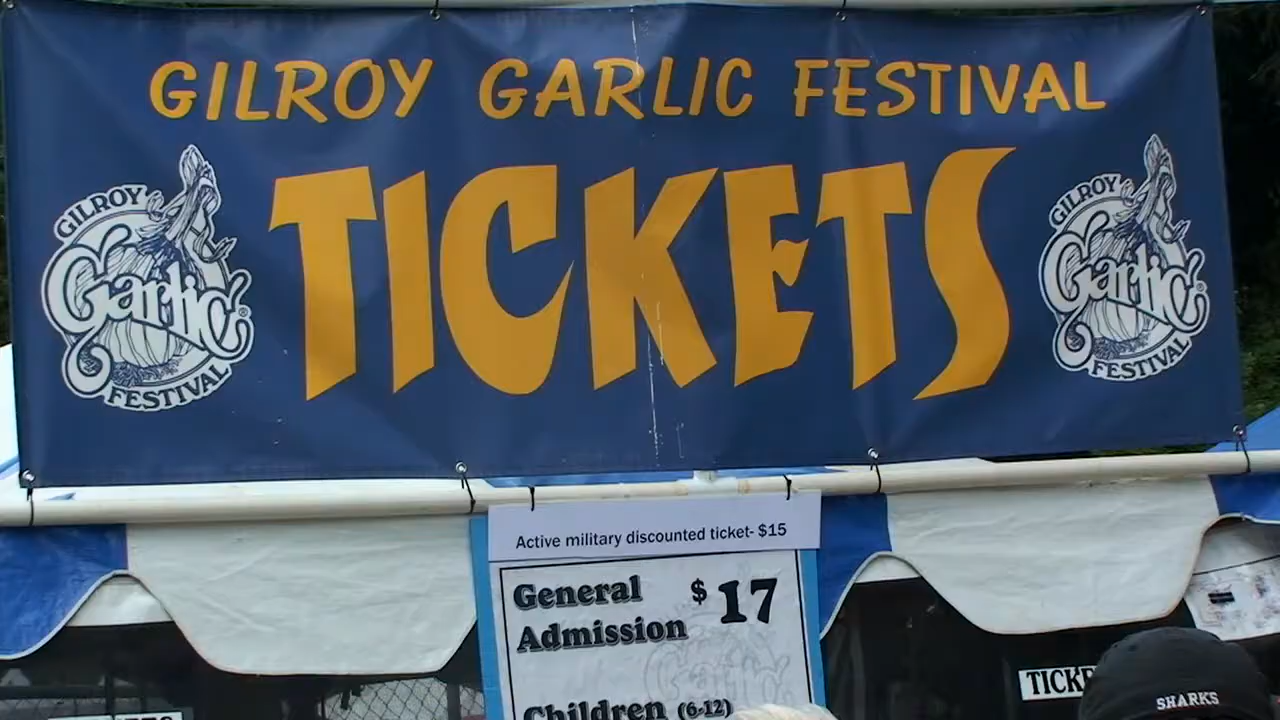 GILROY GARLIC FESTIVAL
TICKETS
GILROY
Garlic®
FESTIVAL
GILROY
Garlic®
FESTIVAL
Active military discounted ticket- $15
General $17
Admission
Children (6-12)
TICKE
SHARKS